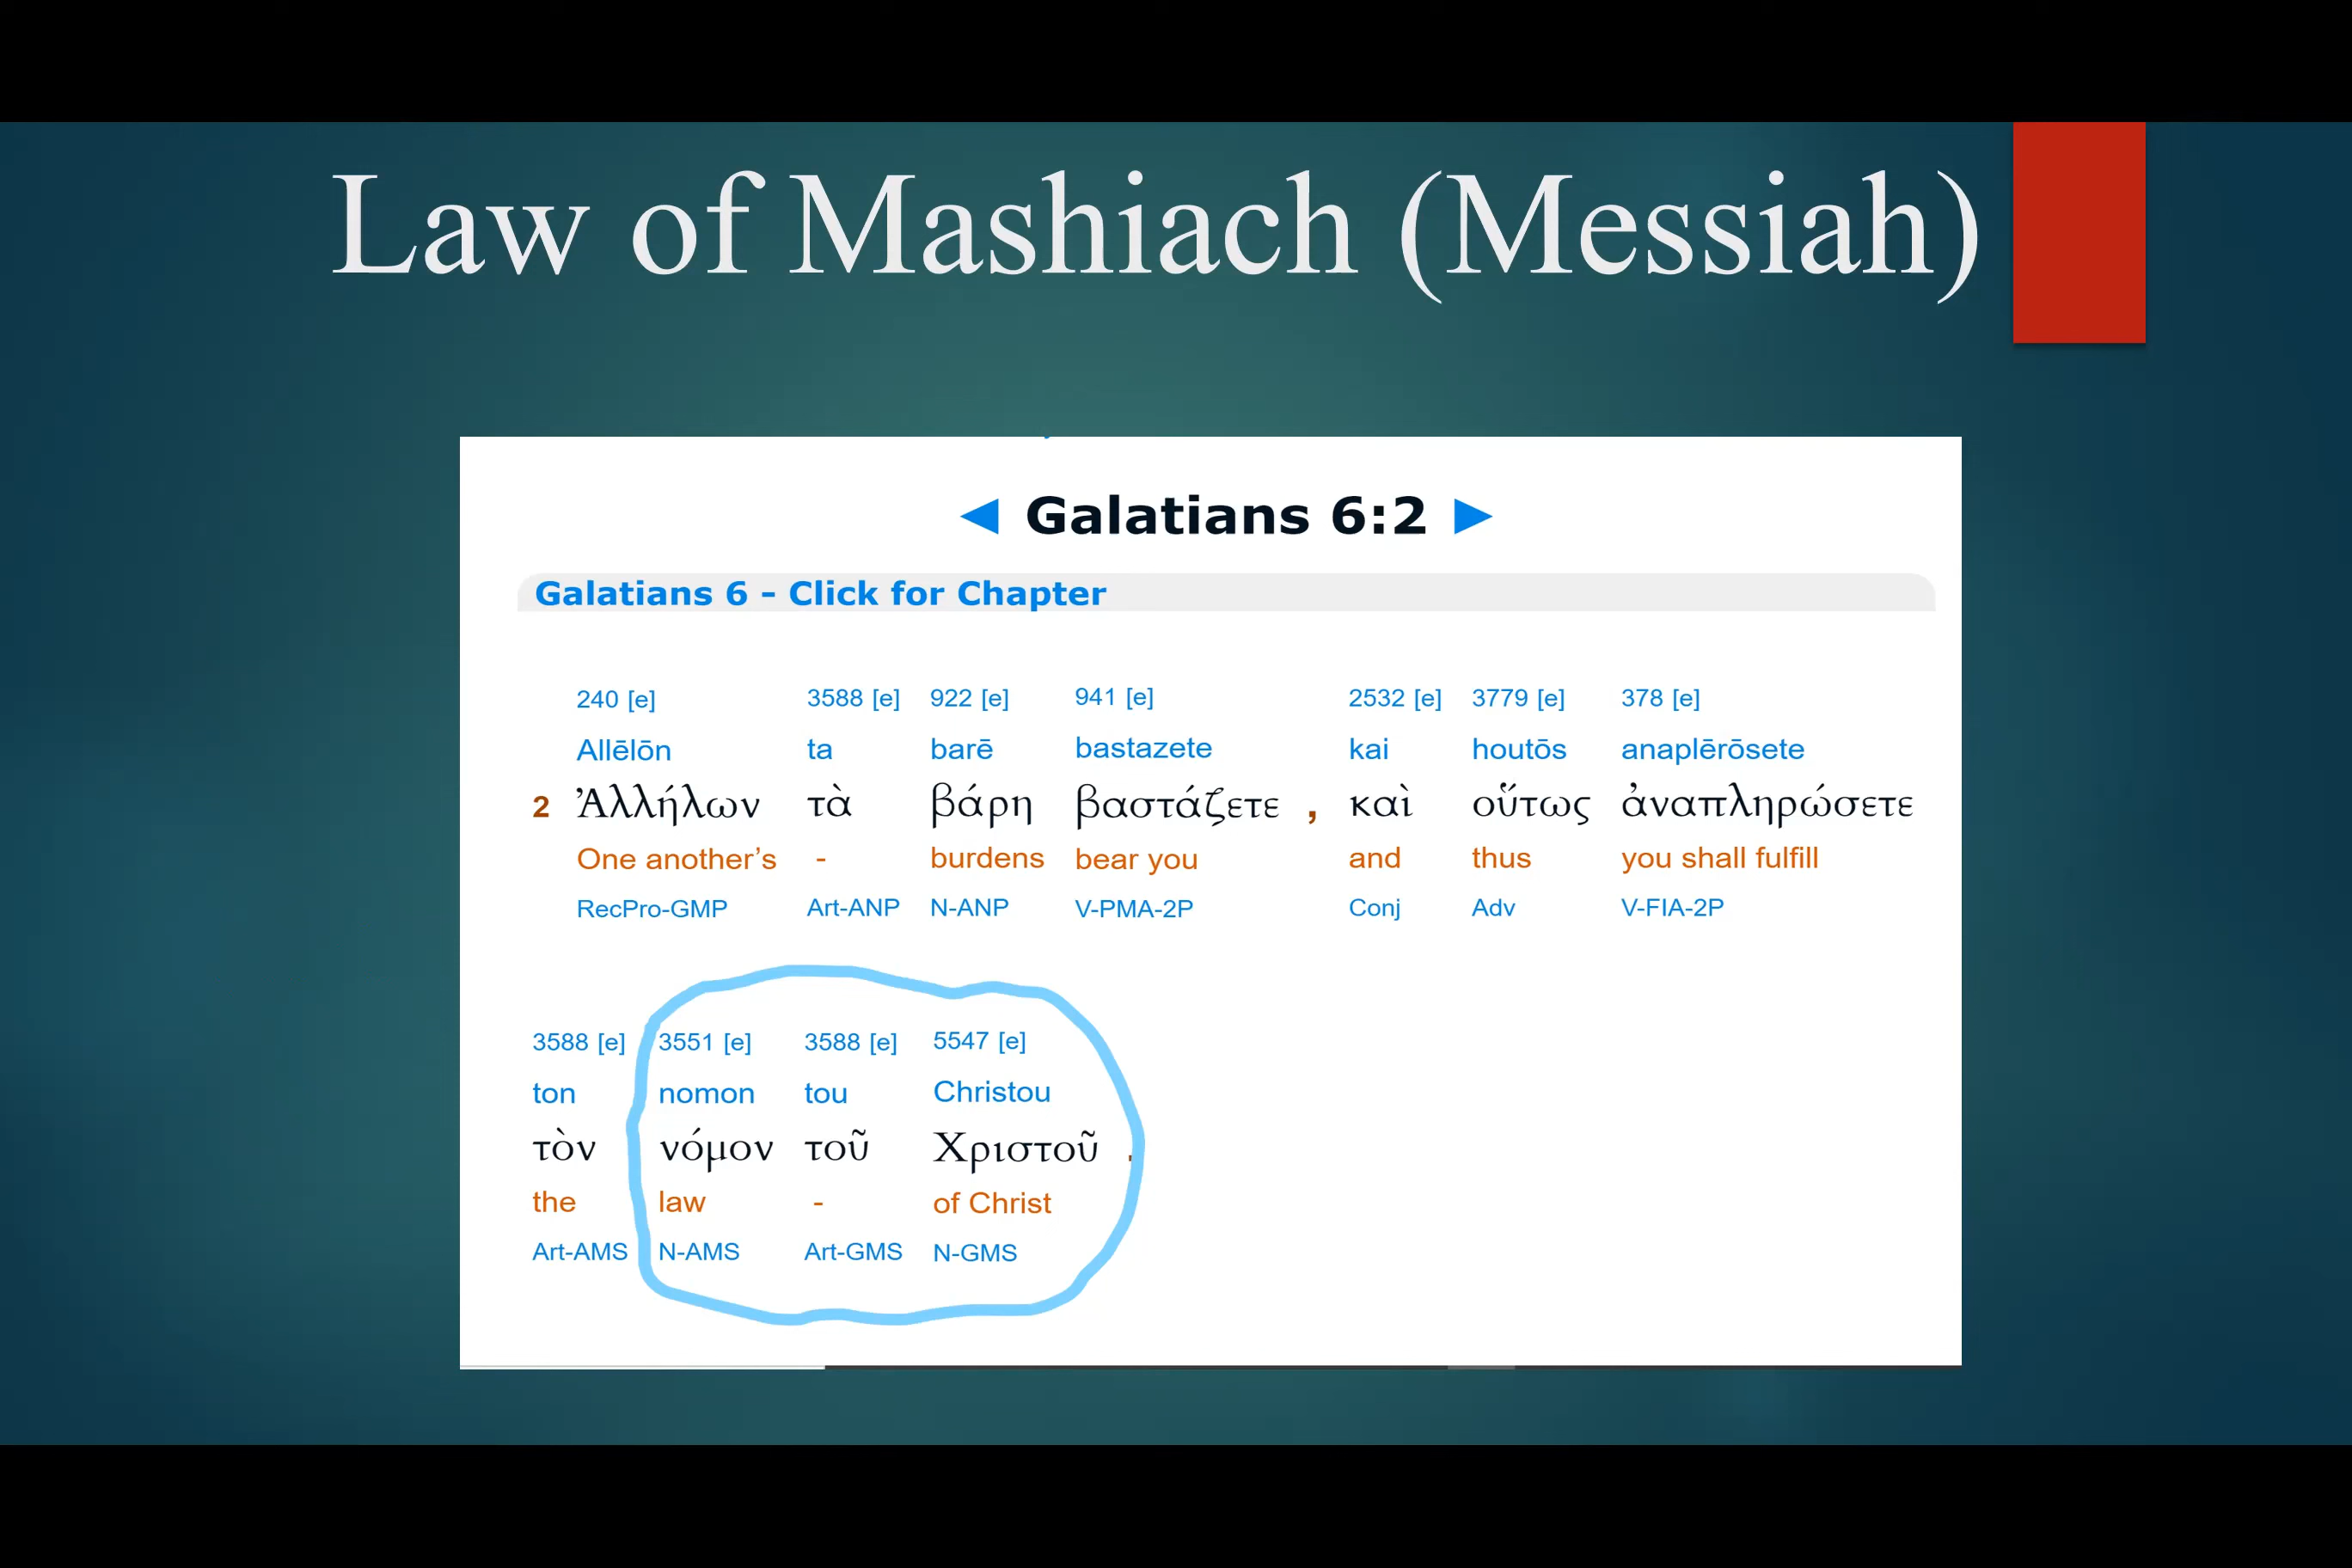 Law of Mashiach (Messiah)
◄ Galatians 6:2 ►
Galatians 6 - Click for Chapter
240 [e] 3588 [e] 922 [e] 941 [e] 2532 [e] 3779 [e] 378 [e]
Allēlōn ta barē bastazete kai houtōs anaplērōsete
2 Ἀλλήλων τὰ βάρη βαστάζετε , καὶ οὕτως ἀναπληρώσετε
One another’s - burdens bear you and thus you shall fulfill
RecPro-GMP Art-ANP N-ANP V-PMA-2P Conj Adv V-FIA-2P
3588 [e] 3551 [e] 3588 [e] 5547 [e]
ton nomon tou Christou
τὸν νόμον τοῦ Χριστοῦ .
the law - of Christ
Art-AMS N-AMS Art-GMS N-GMS